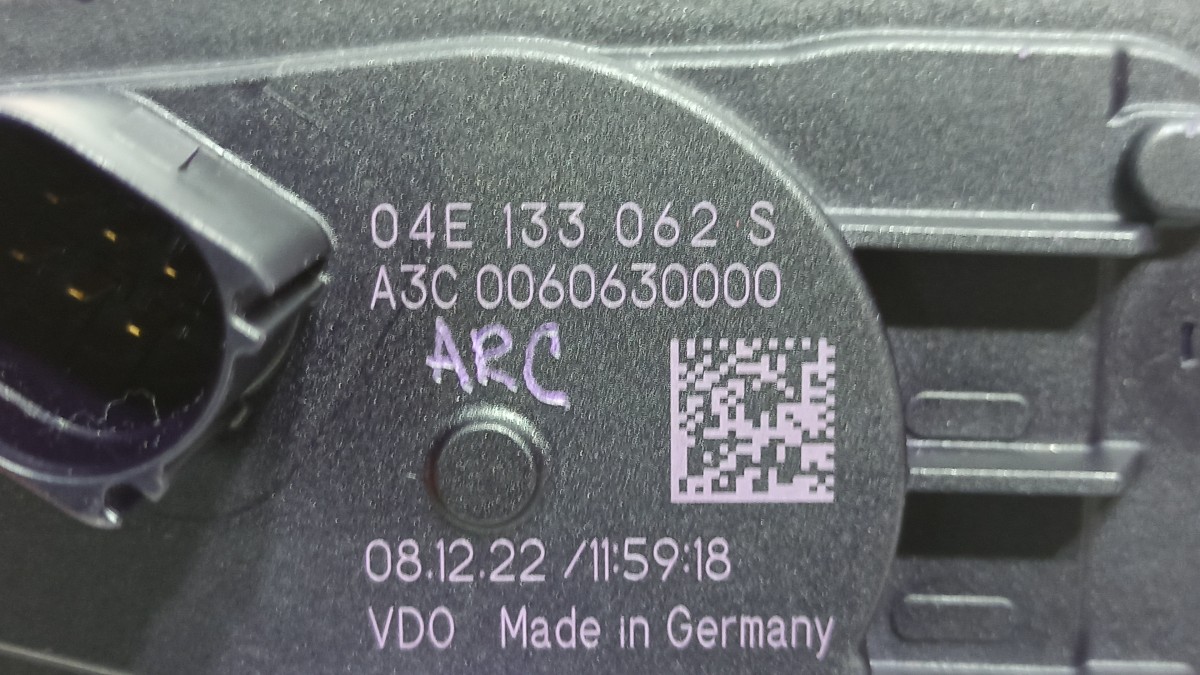 04E 133 062 S
A3C 0060630000
ARC
08.12.22 /11:59:18
VDO Made in Germany